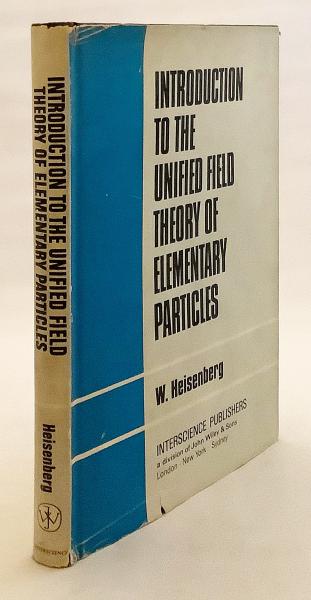 INTRODUCTION TO THE UNIFIED FIELD
THEORY OF ELEMENTARY PARTICLES
Heisenberg
INTERSCIENCE
INTRODUCTION
TO THE
UNIFIED FIELD
THEORY OF
ELEMENTARY
PARTICLES
W. Heisenberg
INTERSCIENCE PUBLISHERS
a division of John Wiley & Sons
London · New York · Sydney